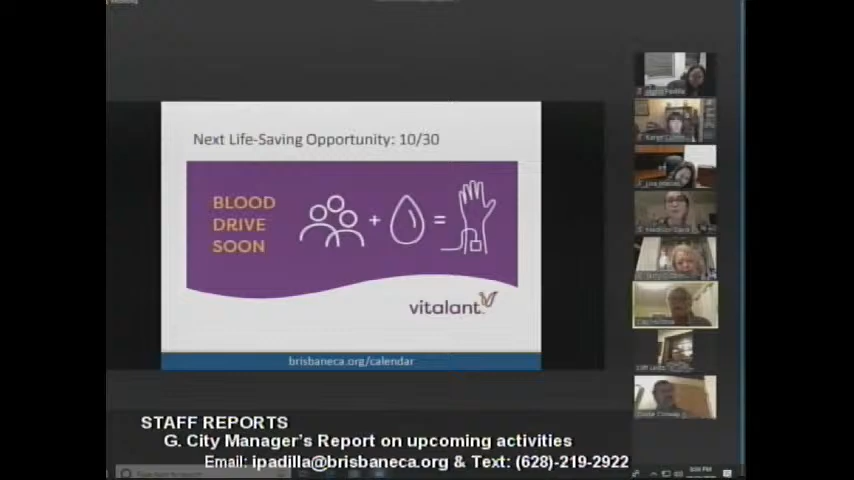 Next Life-Saving Opportunity: 10/30
BLOOD
DRIVE
SOON
vitalant
brisbaneca.org/calendar
STAFF REPORTS
G. City Manager's Report on upcoming activities
Email: ipadilla@brisbaneca.org & Text: (628)-219-2922